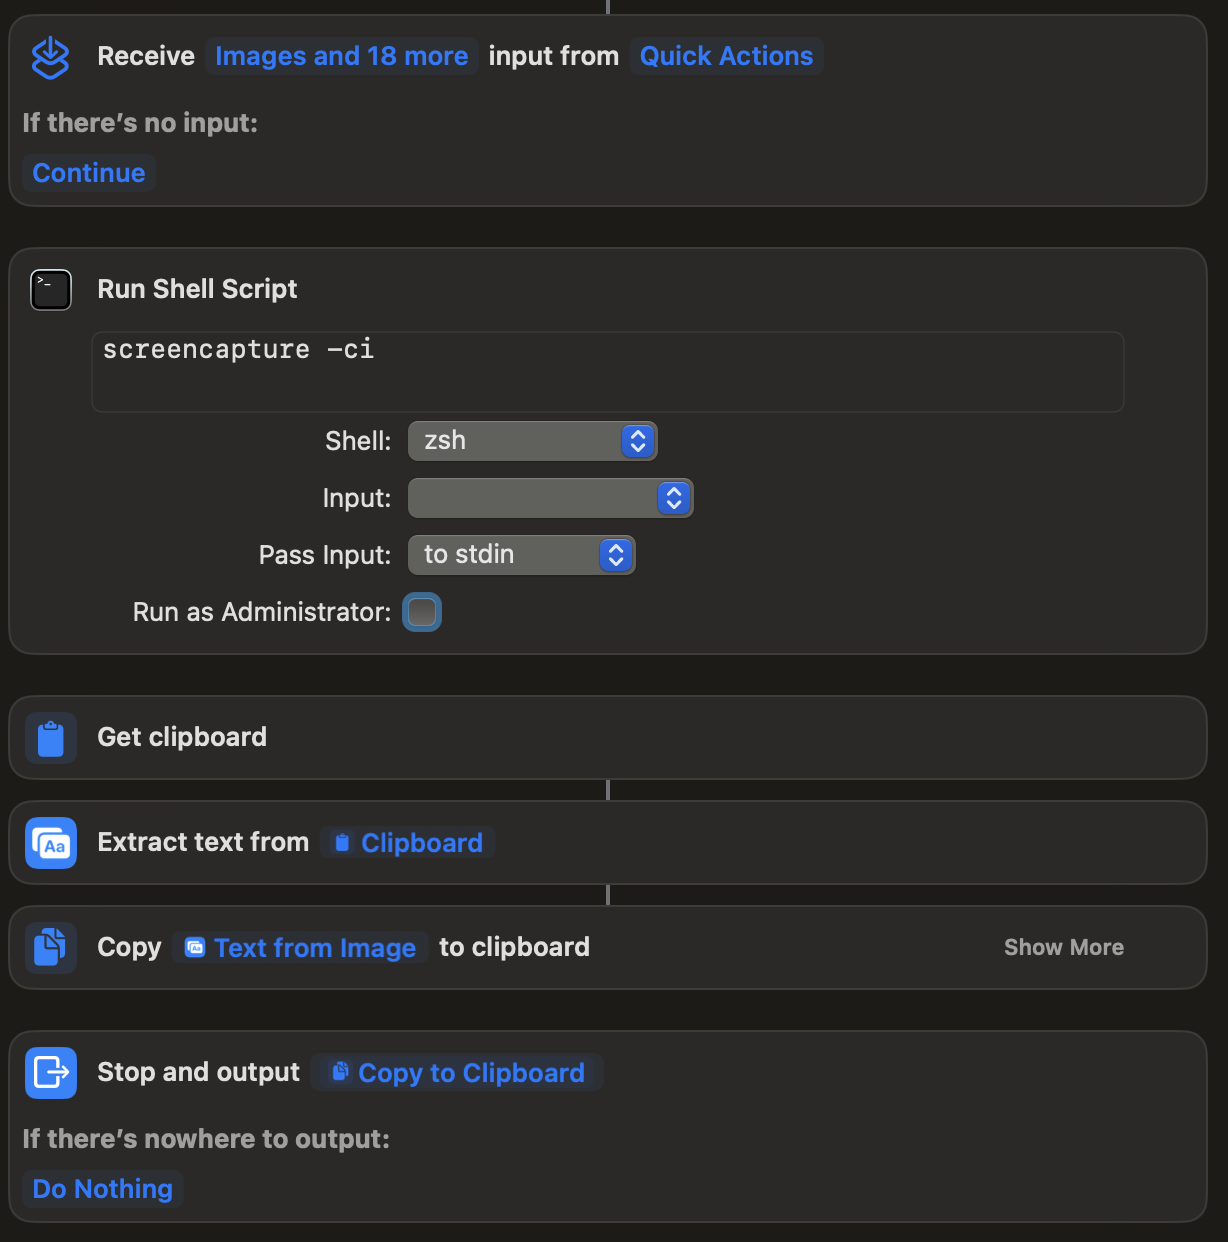 Receive Images and 18 more input from Quick Actions
If there’s no input:
Continue
>_
Run Shell Script
screencapture -ci
Shell: zsh
Input:
Pass Input: to stdin
Run as Administrator:
Get clipboard
Aa
Extract text from Clipboard
Copy Text from Image to clipboard Show More
Stop and output Copy to Clipboard
If there’s nowhere to output:
Do Nothing